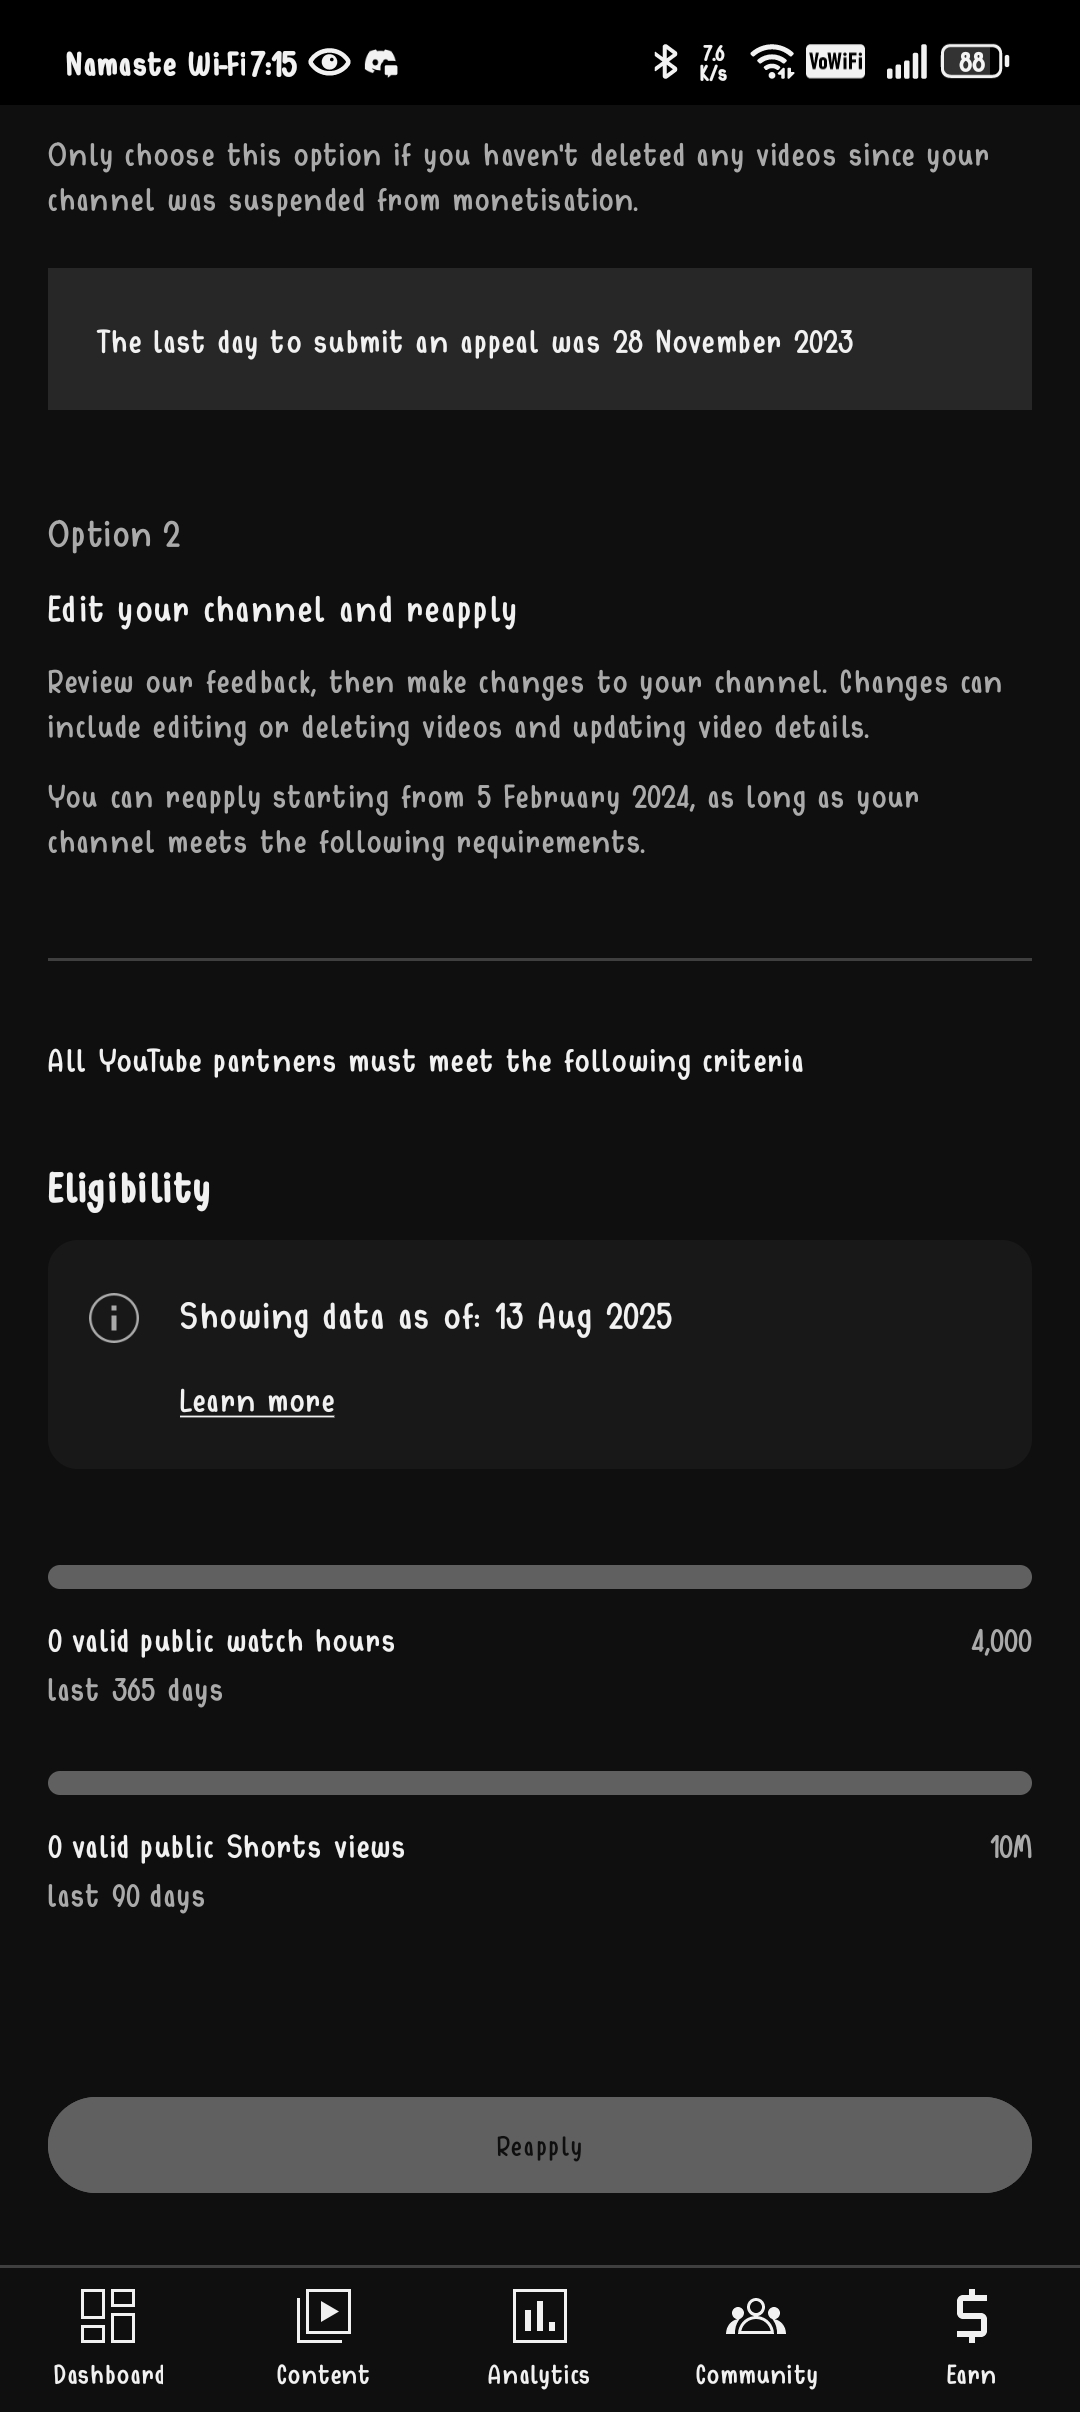 Namaste Wi-Fi 7:15 7.6 K/s VoWiFi 88
Only choose this option if you haven't deleted any videos since your
channel was suspended from monetisation.
The last day to submit an appeal was 28 November 2023
Option 2
Edit your channel and reapply
Review our feedback, then make changes to your channel. Changes can
include editing or deleting videos and updating video details.
You can reapply starting from 5 February 2024, as long as your
channel meets the following requirements.
All YouTube partners must meet the following criteria
Eligibility
Showing data as of: 13 Aug 2025
Learn more
0 valid public watch hours 4,000
last 365 days
0 valid public Shorts views 10M
last 90 days
Reapply
Dashboard Content Analytics Community Earn